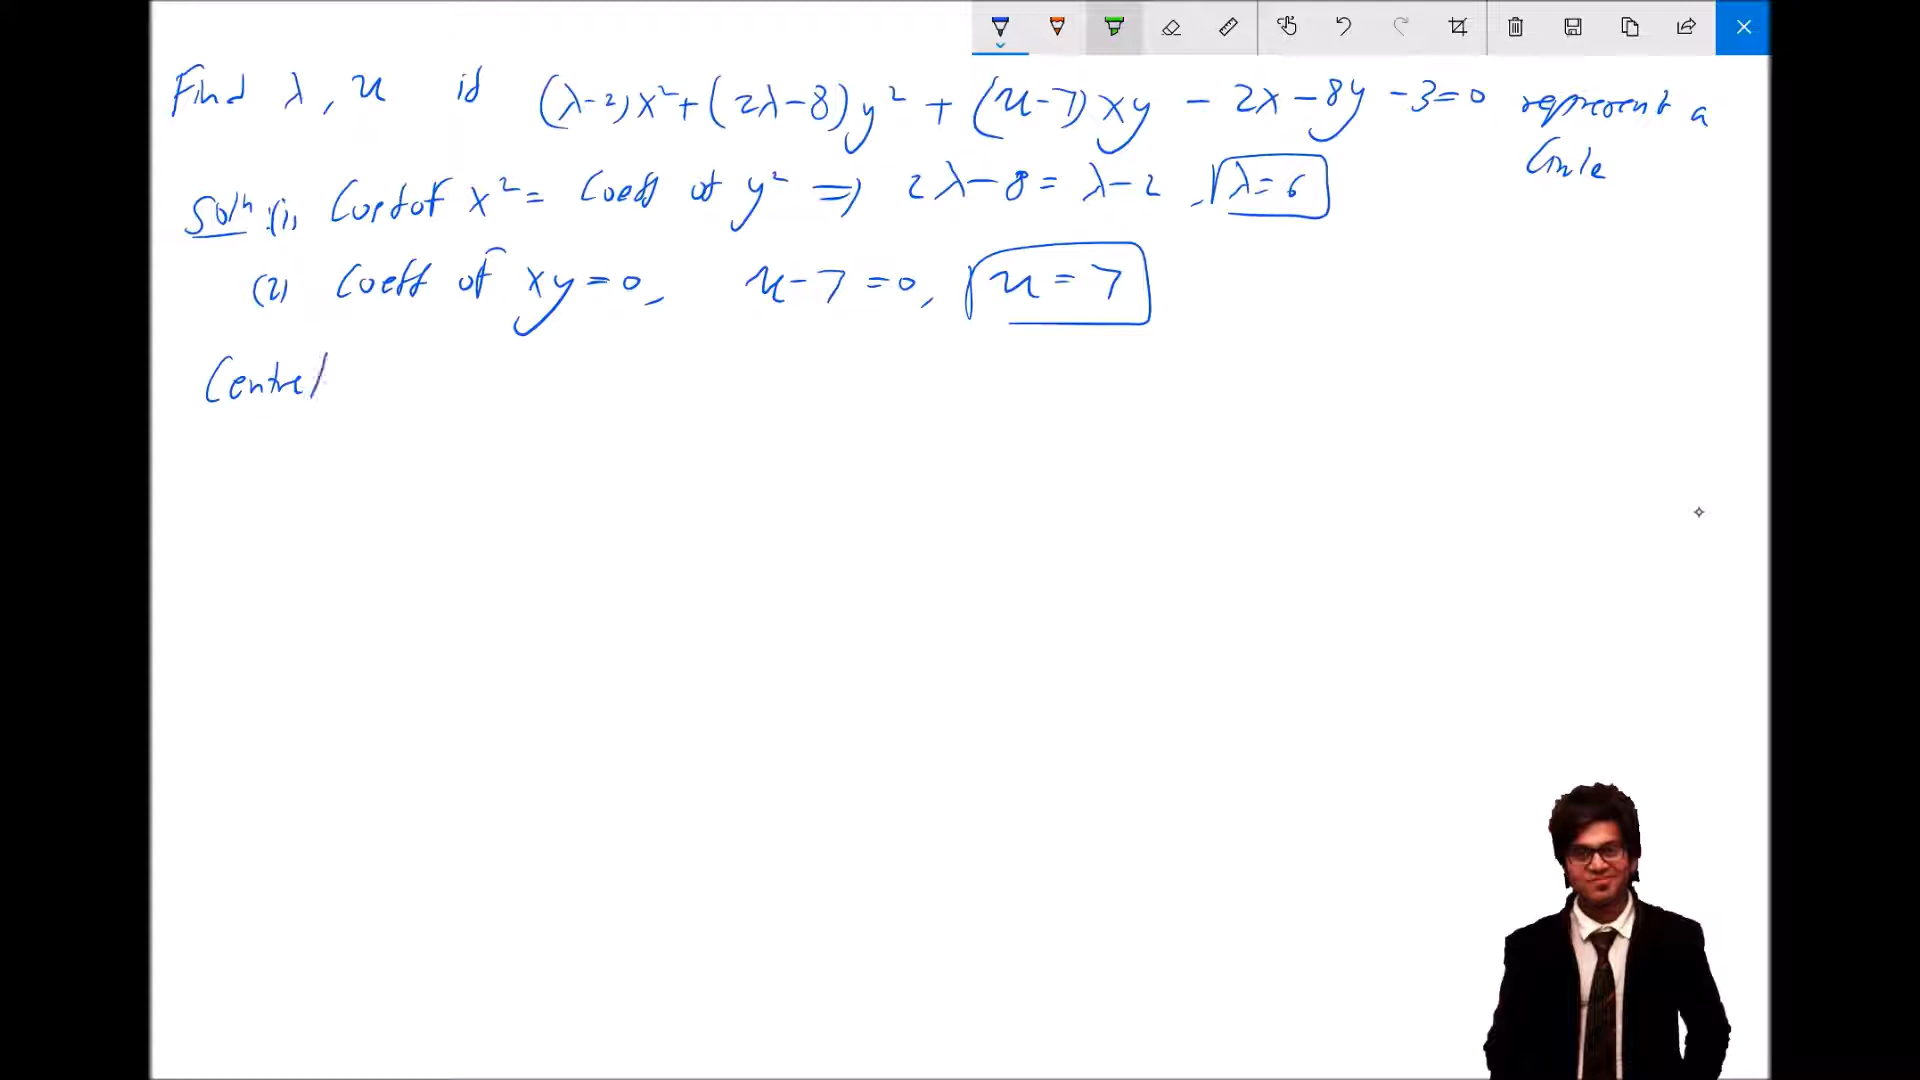 Find λ, μ if (λ-2)x²+(2λ-8)y² + (μ-7)xy - 2x-8y-3=0 represent a
Circle
Soln :(1) Coeff of x² = Coeff of y² ⇒ 2λ-8 = λ-2, λ=6
(2) Coeff of xy=0, μ-7=0, μ=7
Centre/